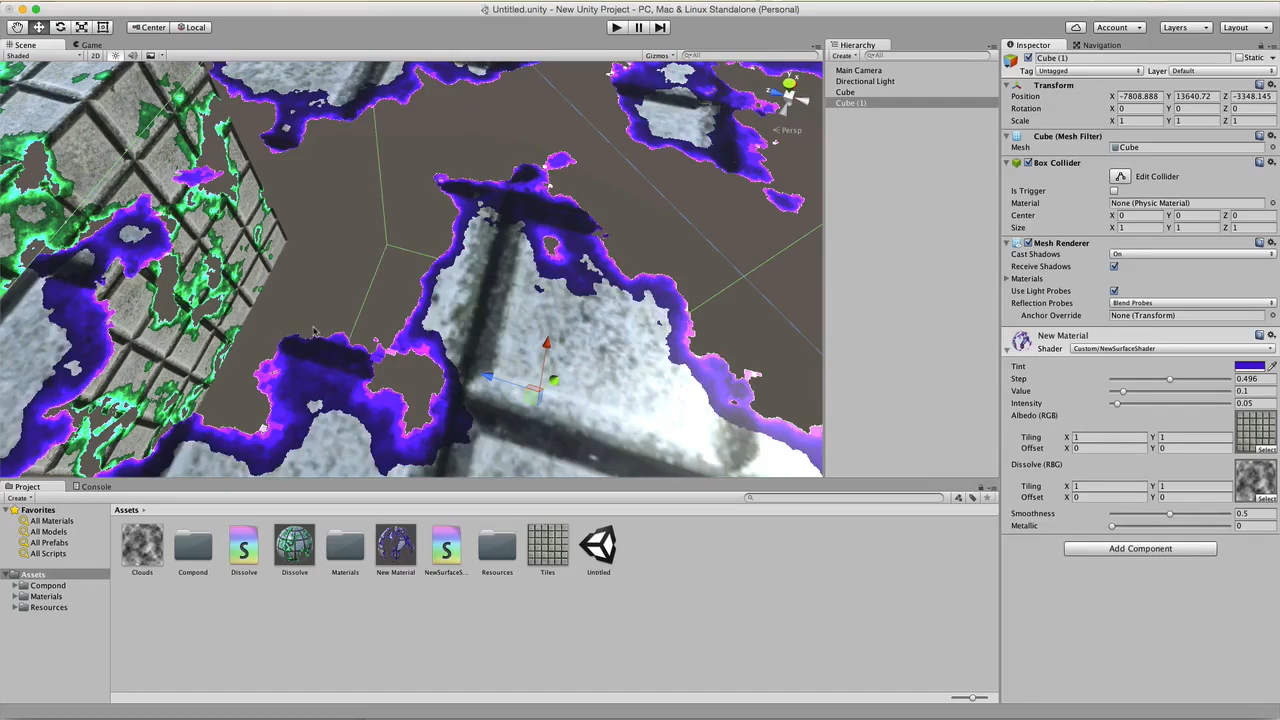 Untitled.unity - New Unity Project - PC, Mac & Linux Standalone (Personal)
Center Local Account Layers Layout
Scene Game Hierarchy Inspector Navigation
Shaded 2D Gizmos All Create All
Main Camera
Directional Light
Cube
Cube (1)
y
z
Persp
Cube (1) Static
Tag Untagged Layer Default
Transform
Position X -7808.888 Y 13640.72 Z -3348.145
Rotation X 0 Y 0 Z 0
Scale X 1 Y 1 Z 1
Cube (Mesh Filter)
Mesh Cube
Box Collider
Edit Collider
Is Trigger
Material None (Physic Material)
Center X 0 Y 0 Z 0
Size X 1 Y 1 Z 1
Mesh Renderer
Cast Shadows On
Receive Shadows
Materials
Use Light Probes
Reflection Probes Blend Probes
Anchor Override None (Transform)
New Material
Shader Custom/NewSurfaceShader
Tint
Step 0.496
Value 0.1
Intensity 0.05
Albedo (RGB)
Tiling X 1 Y 1
Offset X 0 Y 0
Select
Dissolve (RBG)
Tiling X 1 Y 1
Offset X 0 Y 0
Select
Smoothness 0.5
Metallic 0
Add Component
Project Console
Create
Favorites
All Materials
All Models
All Prefabs
All Scripts
Assets
Compond
Materials
Resources
Assets
Clouds Compond Dissolve Dissolve Materials New Material NewSurfaceS... Resources Tiles Untitled